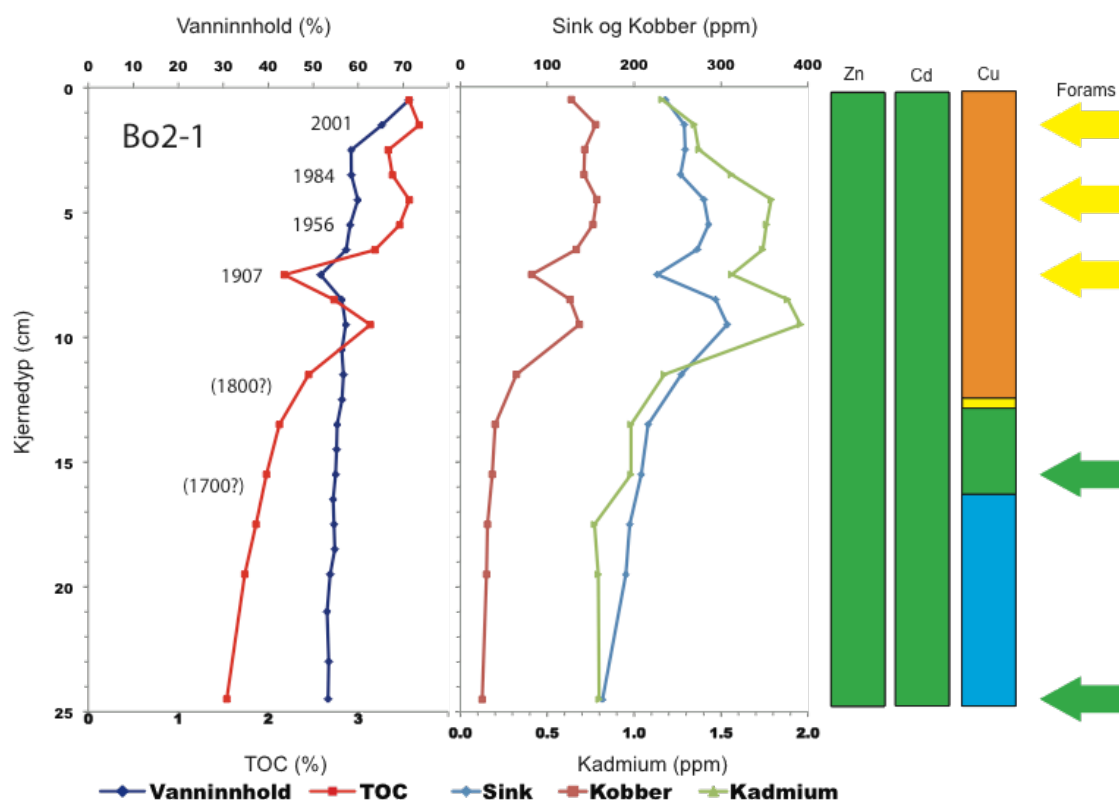 Vanninnhold (%)
0 10 20 30 40 50 60 70
Sink og Kobber (ppm)
0 100 200 300 400
Zn Cd Cu
Forams
Kjernedyp (cm)
0
5
10
15
20
25
Bo2-1
2001
1984
1956
1907
(1800?)
(1700?)
0 1 2 3
TOC (%)
0.0 0.5 1.0 1.5 2.0
Kadmium (ppm)
Vanninnhold TOC Sink Kobber Kadmium